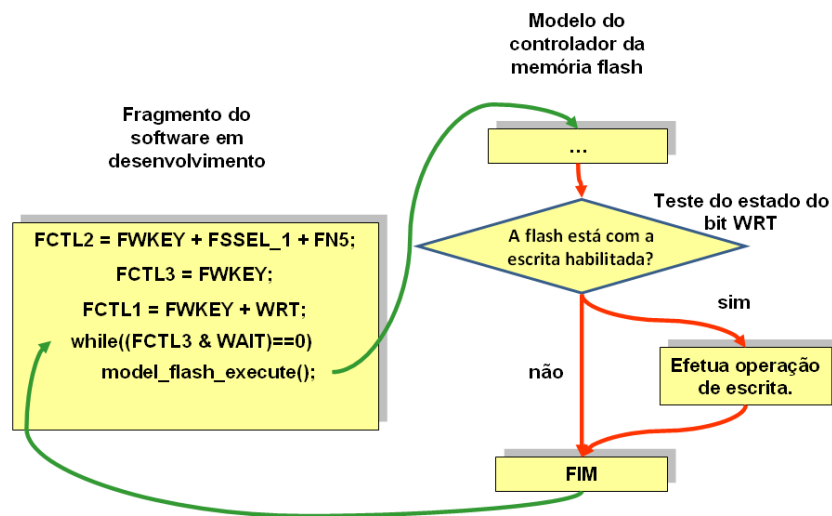 Modelo do
controlador da
memória flash
Fragmento do
software em
desenvolvimento
...
Teste do estado do
bit WRT
A flash está com a
escrita habilitada?
FCTL2 = FWKEY + FSSEL_1 + FN5;
FCTL3 = FWKEY;
FCTL1 = FWKEY + WRT;
while((FCTL3 & WAIT)==0)
model_flash_execute();
sim
não
Efetua operação
de escrita.
FIM